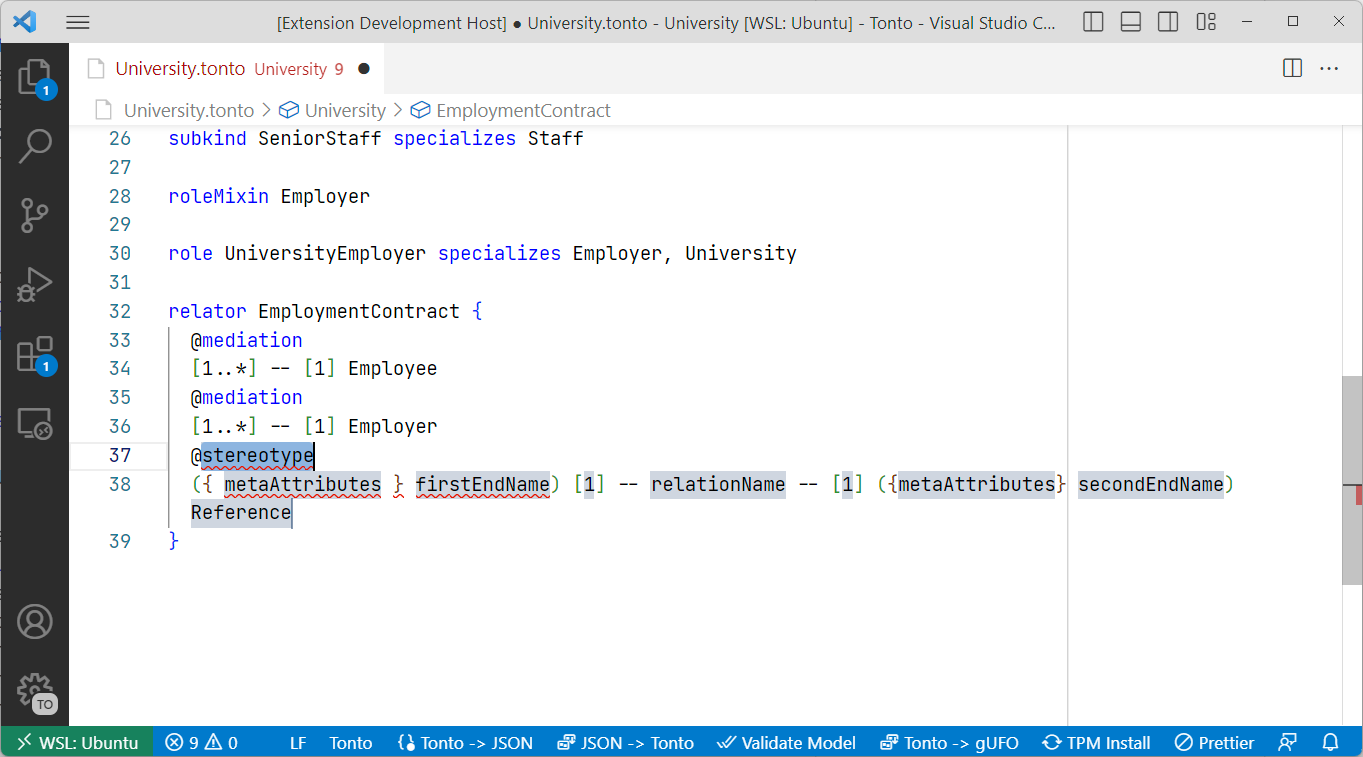 [Extension Development Host] ● University.tonto - University [WSL: Ubuntu] - Tonto - Visual Studio C...
University.tonto University 9 ●
University.tonto > University > EmploymentContract
1
1
TO
26 subkind SeniorStaff specializes Staff
27
28 roleMixin Employer
29
30 role UniversityEmployer specializes Employer, University
31
32 relator EmploymentContract {
33 @mediation
34 [1..*] -- [1] Employee
35 @mediation
36 [1..*] -- [1] Employer
37 @stereotype
38 ({ metaAttributes } firstEndName) [1] -- relationName -- [1] ({metaAttributes} secondEndName)
Reference
39 }
WSL: Ubuntu 9 0 LF Tonto Tonto -> JSON JSON -> Tonto Validate Model Tonto -> gUFO TPM Install Prettier